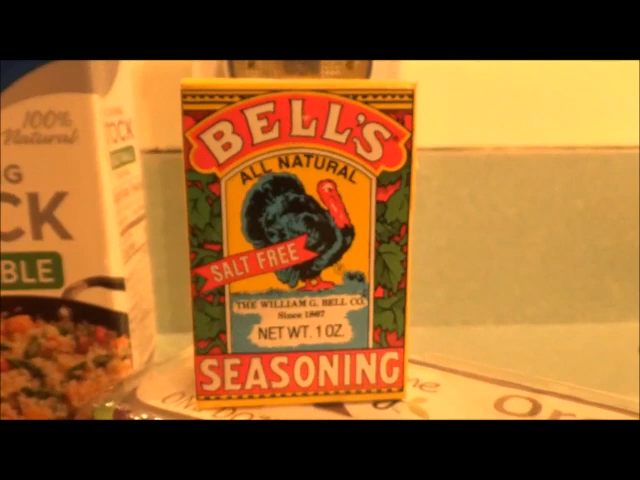 100%
Natural
G
CK
BLE
TOCK
BELL'S
ALL NATURAL
SALT FREE
THE WILLIAM G. BELL CO.
Since 1867
NET WT. 1 OZ.
SEASONING